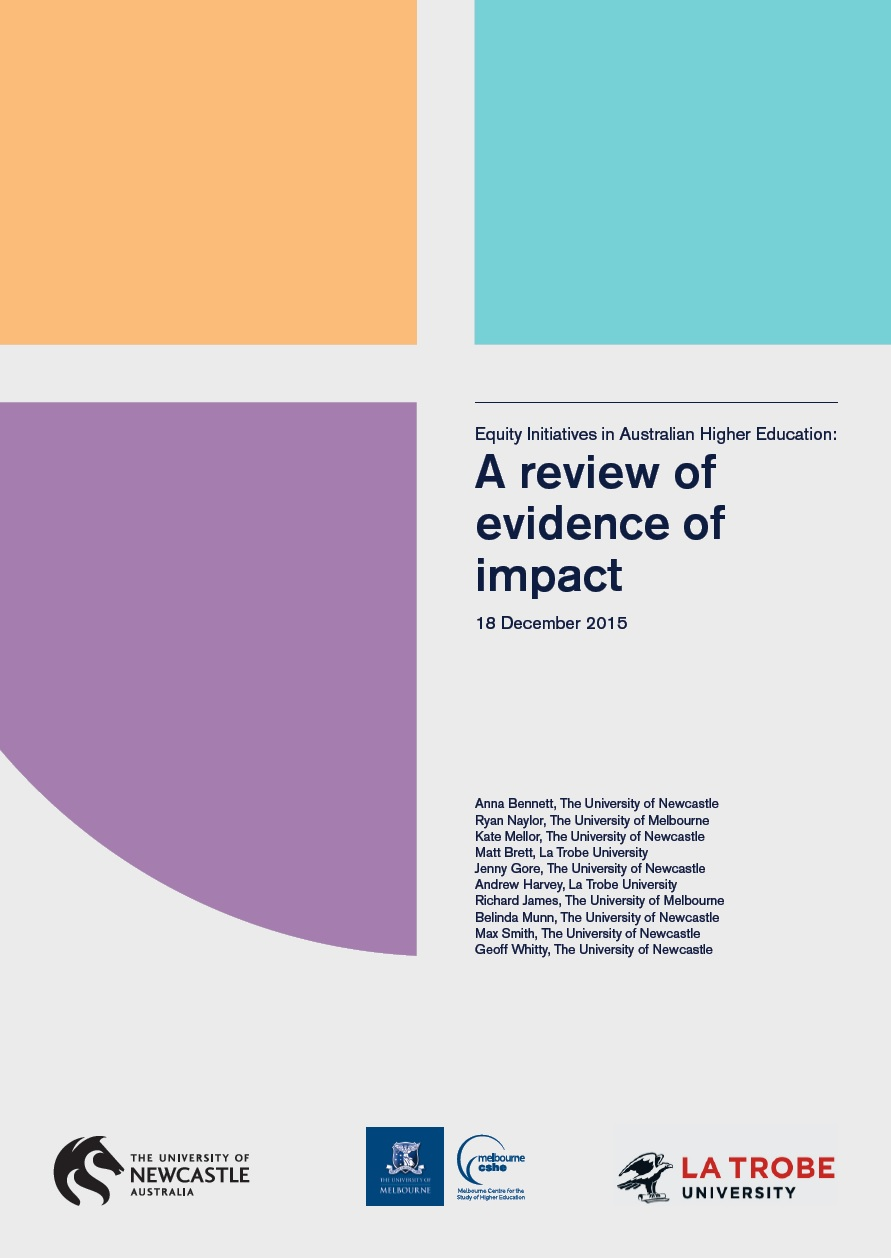 Equity Initiatives in Australian Higher Education:
A review of
evidence of
impact
18 December 2015
Anna Bennett, The University of Newcastle
Ryan Naylor, The University of Melbourne
Kate Mellor, The University of Newcastle
Matt Brett, La Trobe University
Jenny Gore, The University of Newcastle
Andrew Harvey, La Trobe University
Richard James, The University of Melbourne
Belinda Munn, The University of Newcastle
Max Smith, The University of Newcastle
Geoff Whitty, The University of Newcastle
THE UNIVERSITY OF
NEWCASTLE
AUSTRALIA
THE UNIVERSITY OF
MELBOURNE
melbourne
cshe
Melbourne Centre for the
Study of Higher Education
LA TROBE
UNIVERSITY